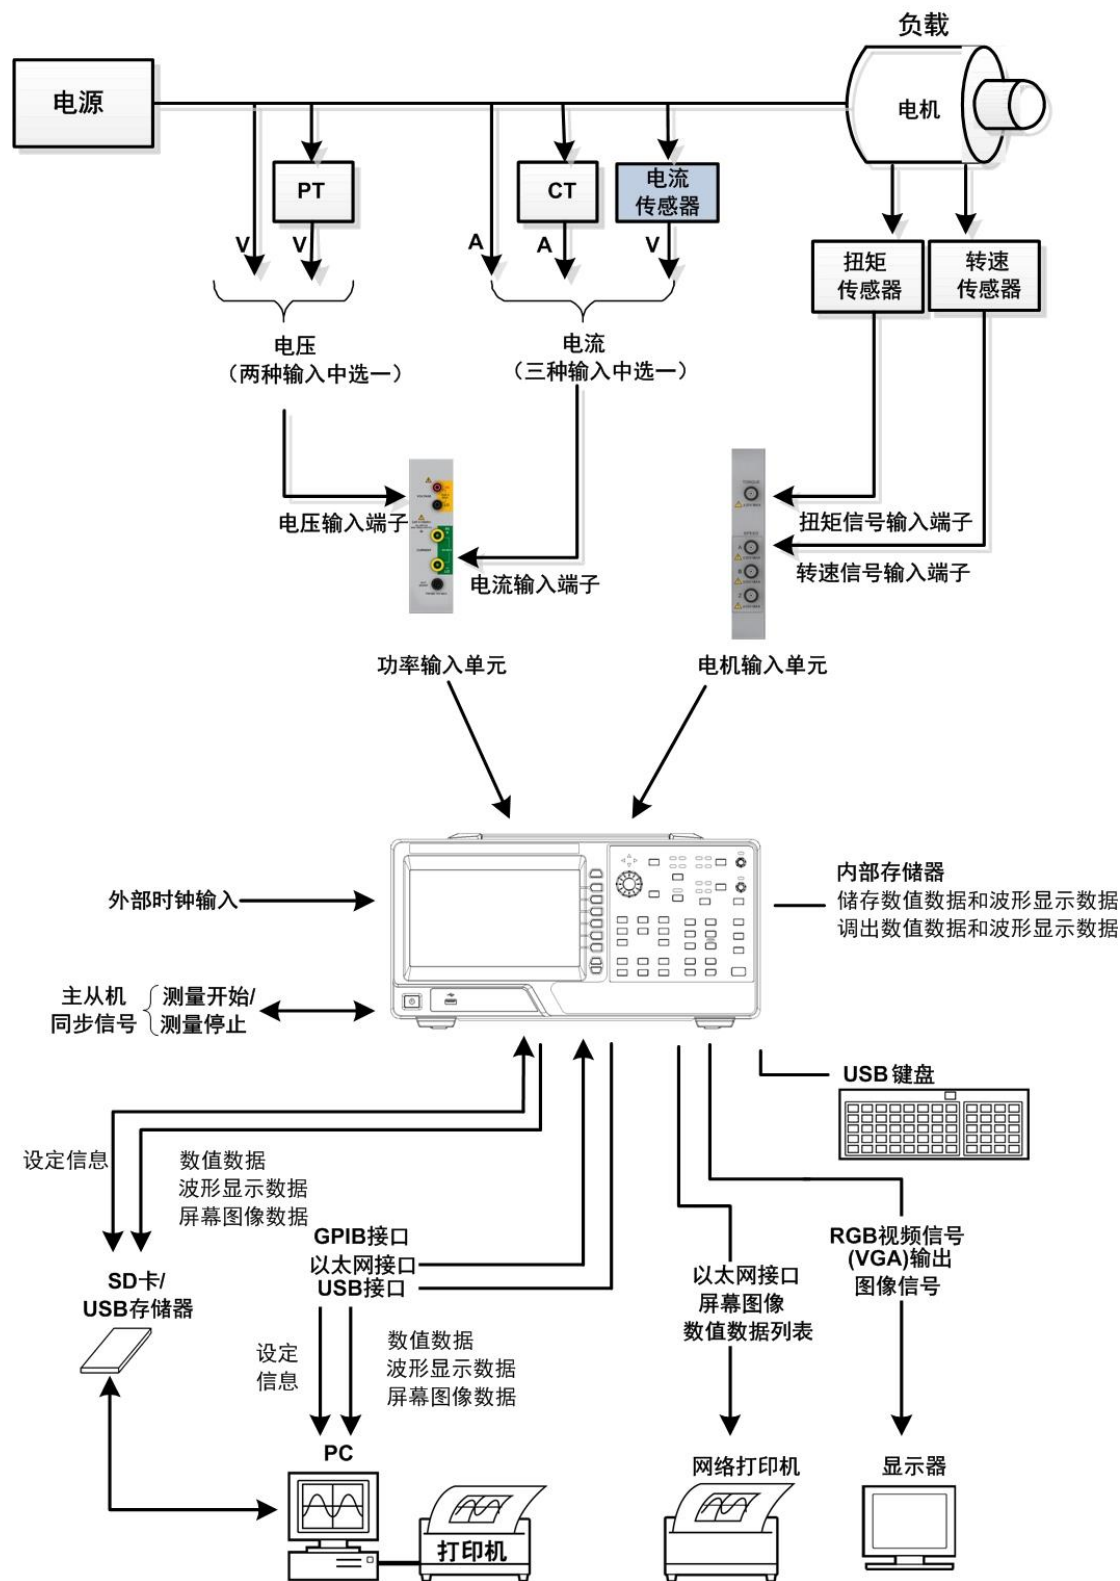 负载
电源
电机
PT
CT
电流
传感器
V
V
A
A
V
扭矩
传感器
转速
传感器
电压
（两种输入中选一）
电流
（三种输入中选一）
电压输入端子
电流输入端子
扭矩信号输入端子
转速信号输入端子
功率输入单元
电机输入单元
外部时钟输入
内部存储器
储存数值数据和波形显示数据
调出数值数据和波形显示数据
主从机
同步信号
测量开始/
测量停止
USB键盘
设定信息
数值数据
波形显示数据
屏幕图像数据
GPIB接口
以太网接口
USB接口
RGB视频信号
(VGA)输出
图像信号
SD卡/
USB存储器
以太网接口
屏幕图像
数值数据列表
设定
信息
数值数据
波形显示数据
屏幕图像数据
PC
打印机
网络打印机
显示器